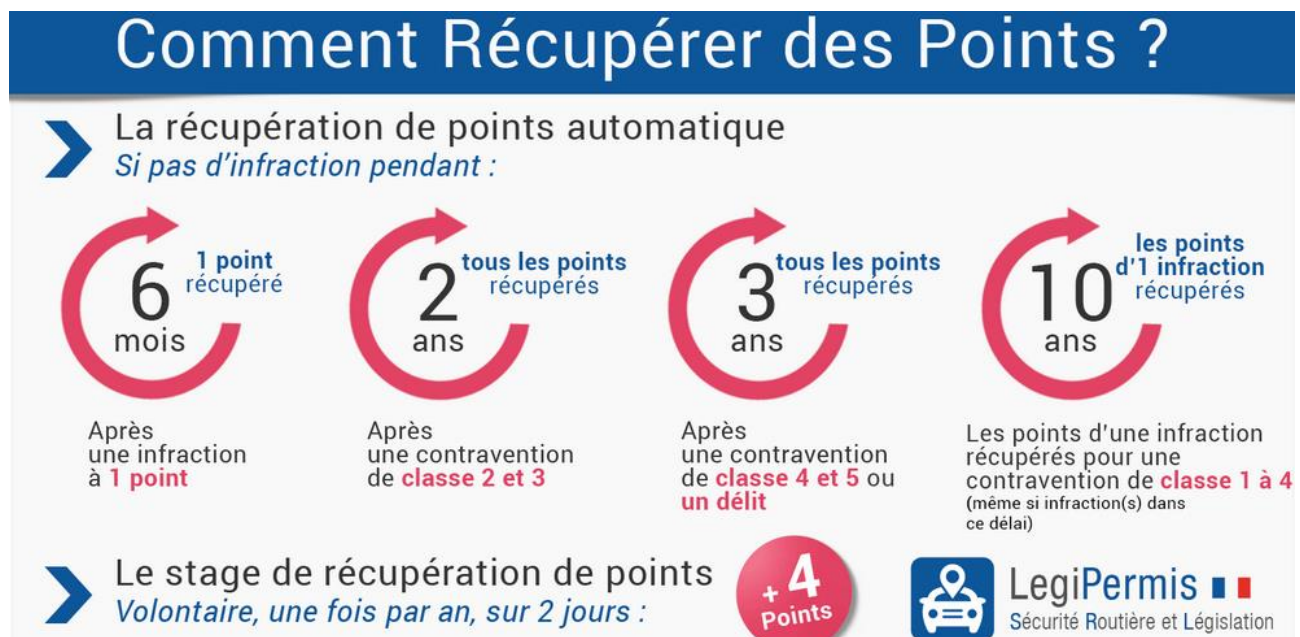 Comment Récupérer des Points ?
La récupération de points automatique
Si pas d'infraction pendant :
6
mois
1 point
récupéré
Après
une infraction
à 1 point
2
ans
tous les points
récupérés
Après
une contravention
de classe 2 et 3
3
ans
tous les points
récupérés
Après
une contravention
de classe 4 et 5 ou
un délit
10
ans
les points
d'1 infraction
récupérés
Les points d'une infraction
récupérés pour une
contravention de classe 1 à 4
(même si infraction(s) dans
ce délai)
Le stage de récupération de points
Volontaire, une fois par an, sur 2 jours :
+ 4
Points
LegiPermis
Sécurité Routière et Législation